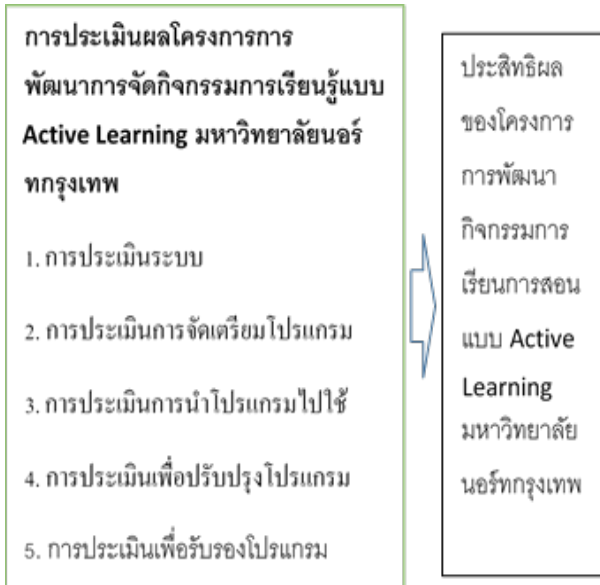 การประเมินผลโครงการการ
พัฒนาการจัดกิจกรรมการเรียนรู้แบบ
Active Learning มหาวิทยาลัยนอร์
ทกรุงเทพ
1. การประเมินระบบ
2. การประเมินการจัดเตรียมโปรแกรม
3. การประเมินการนำโปรแกรมไปใช้
4. การประเมินเพื่อปรับปรุงโปรแกรม
5. การประเมินเพื่อรับรองโปรแกรม
ประสิทธิผล
ของโครงการ
การพัฒนา
กิจกรรมการ
เรียนการสอน
แบบ Active
Learning
มหาวิทยาลัย
นอร์ทกรุงเทพ